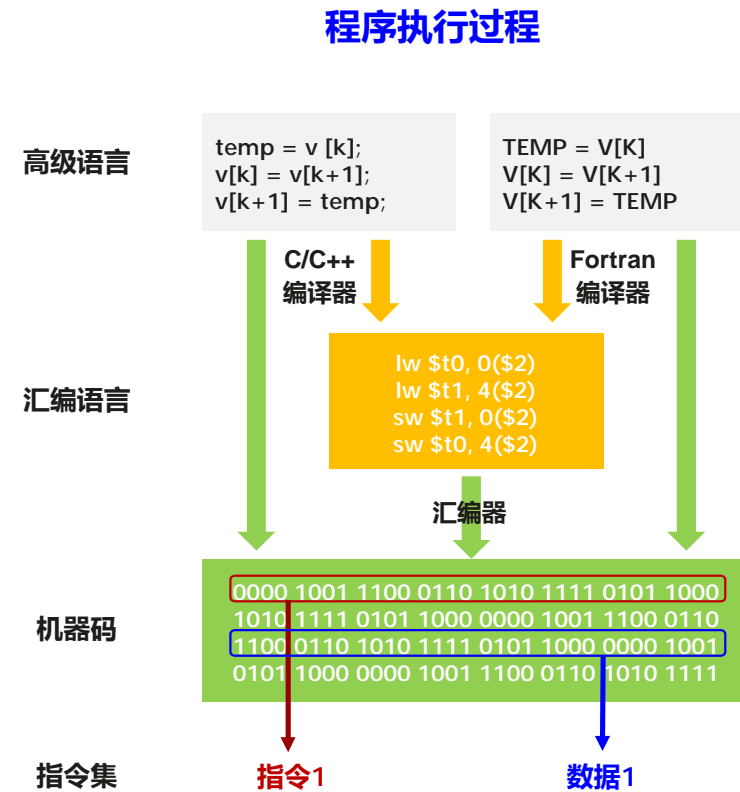 程序执行过程
高级语言
temp = v [k];
v[k] = v[k+1];
v[k+1] = temp;
TEMP = V[K]
V[K] = V[K+1]
V[K+1] = TEMP
C/C++
编译器
Fortran
编译器
汇编语言
lw $t0, 0($2)
lw $t1, 4($2)
sw $t1, 0($2)
sw $t0, 4($2)
汇编器
机器码
0000 1001 1100 0110 1010 1111 0101 1000
1010 1111 0101 1000 0000 1001 1100 0110
1100 0110 1010 1111 0101 1000 0000 1001
0101 1000 0000 1001 1100 0110 1010 1111
指令集
指令1
数据1